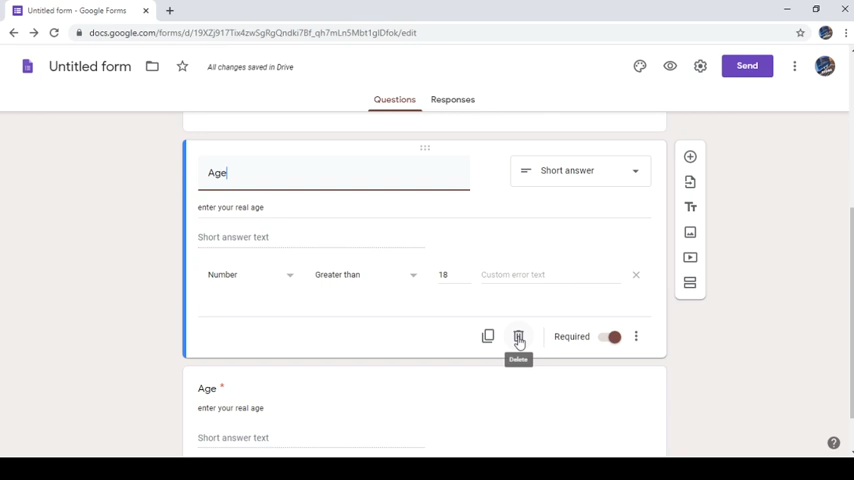 Untitled form - Google Forms
docs.google.com/forms/d/19XZj917Tix4zwSgRgQndki7Bf_qh7mLn5Mbt1glDfok/edit
Untitled form
All changes saved in Drive
Send
Questions
Responses
Age
Short answer
enter your real age
Short answer text
Number
Greater than
18
Custom error text
Required
Delete
Age *
enter your real age
Short answer text